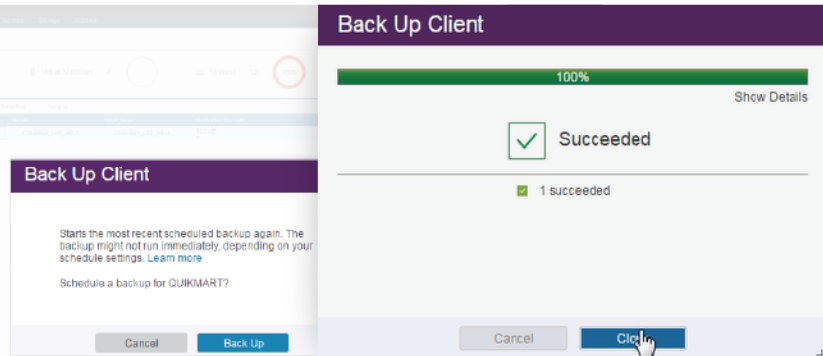 Back Up Client
100%
Show Details
Succeeded
1 succeeded
Cancel
Back Up Client
Starts the most recent scheduled backup again. The
backup might not run immediately, depending on your
schedule settings. Learn more
Schedule a backup for QUIKMART?
Cancel Back Up